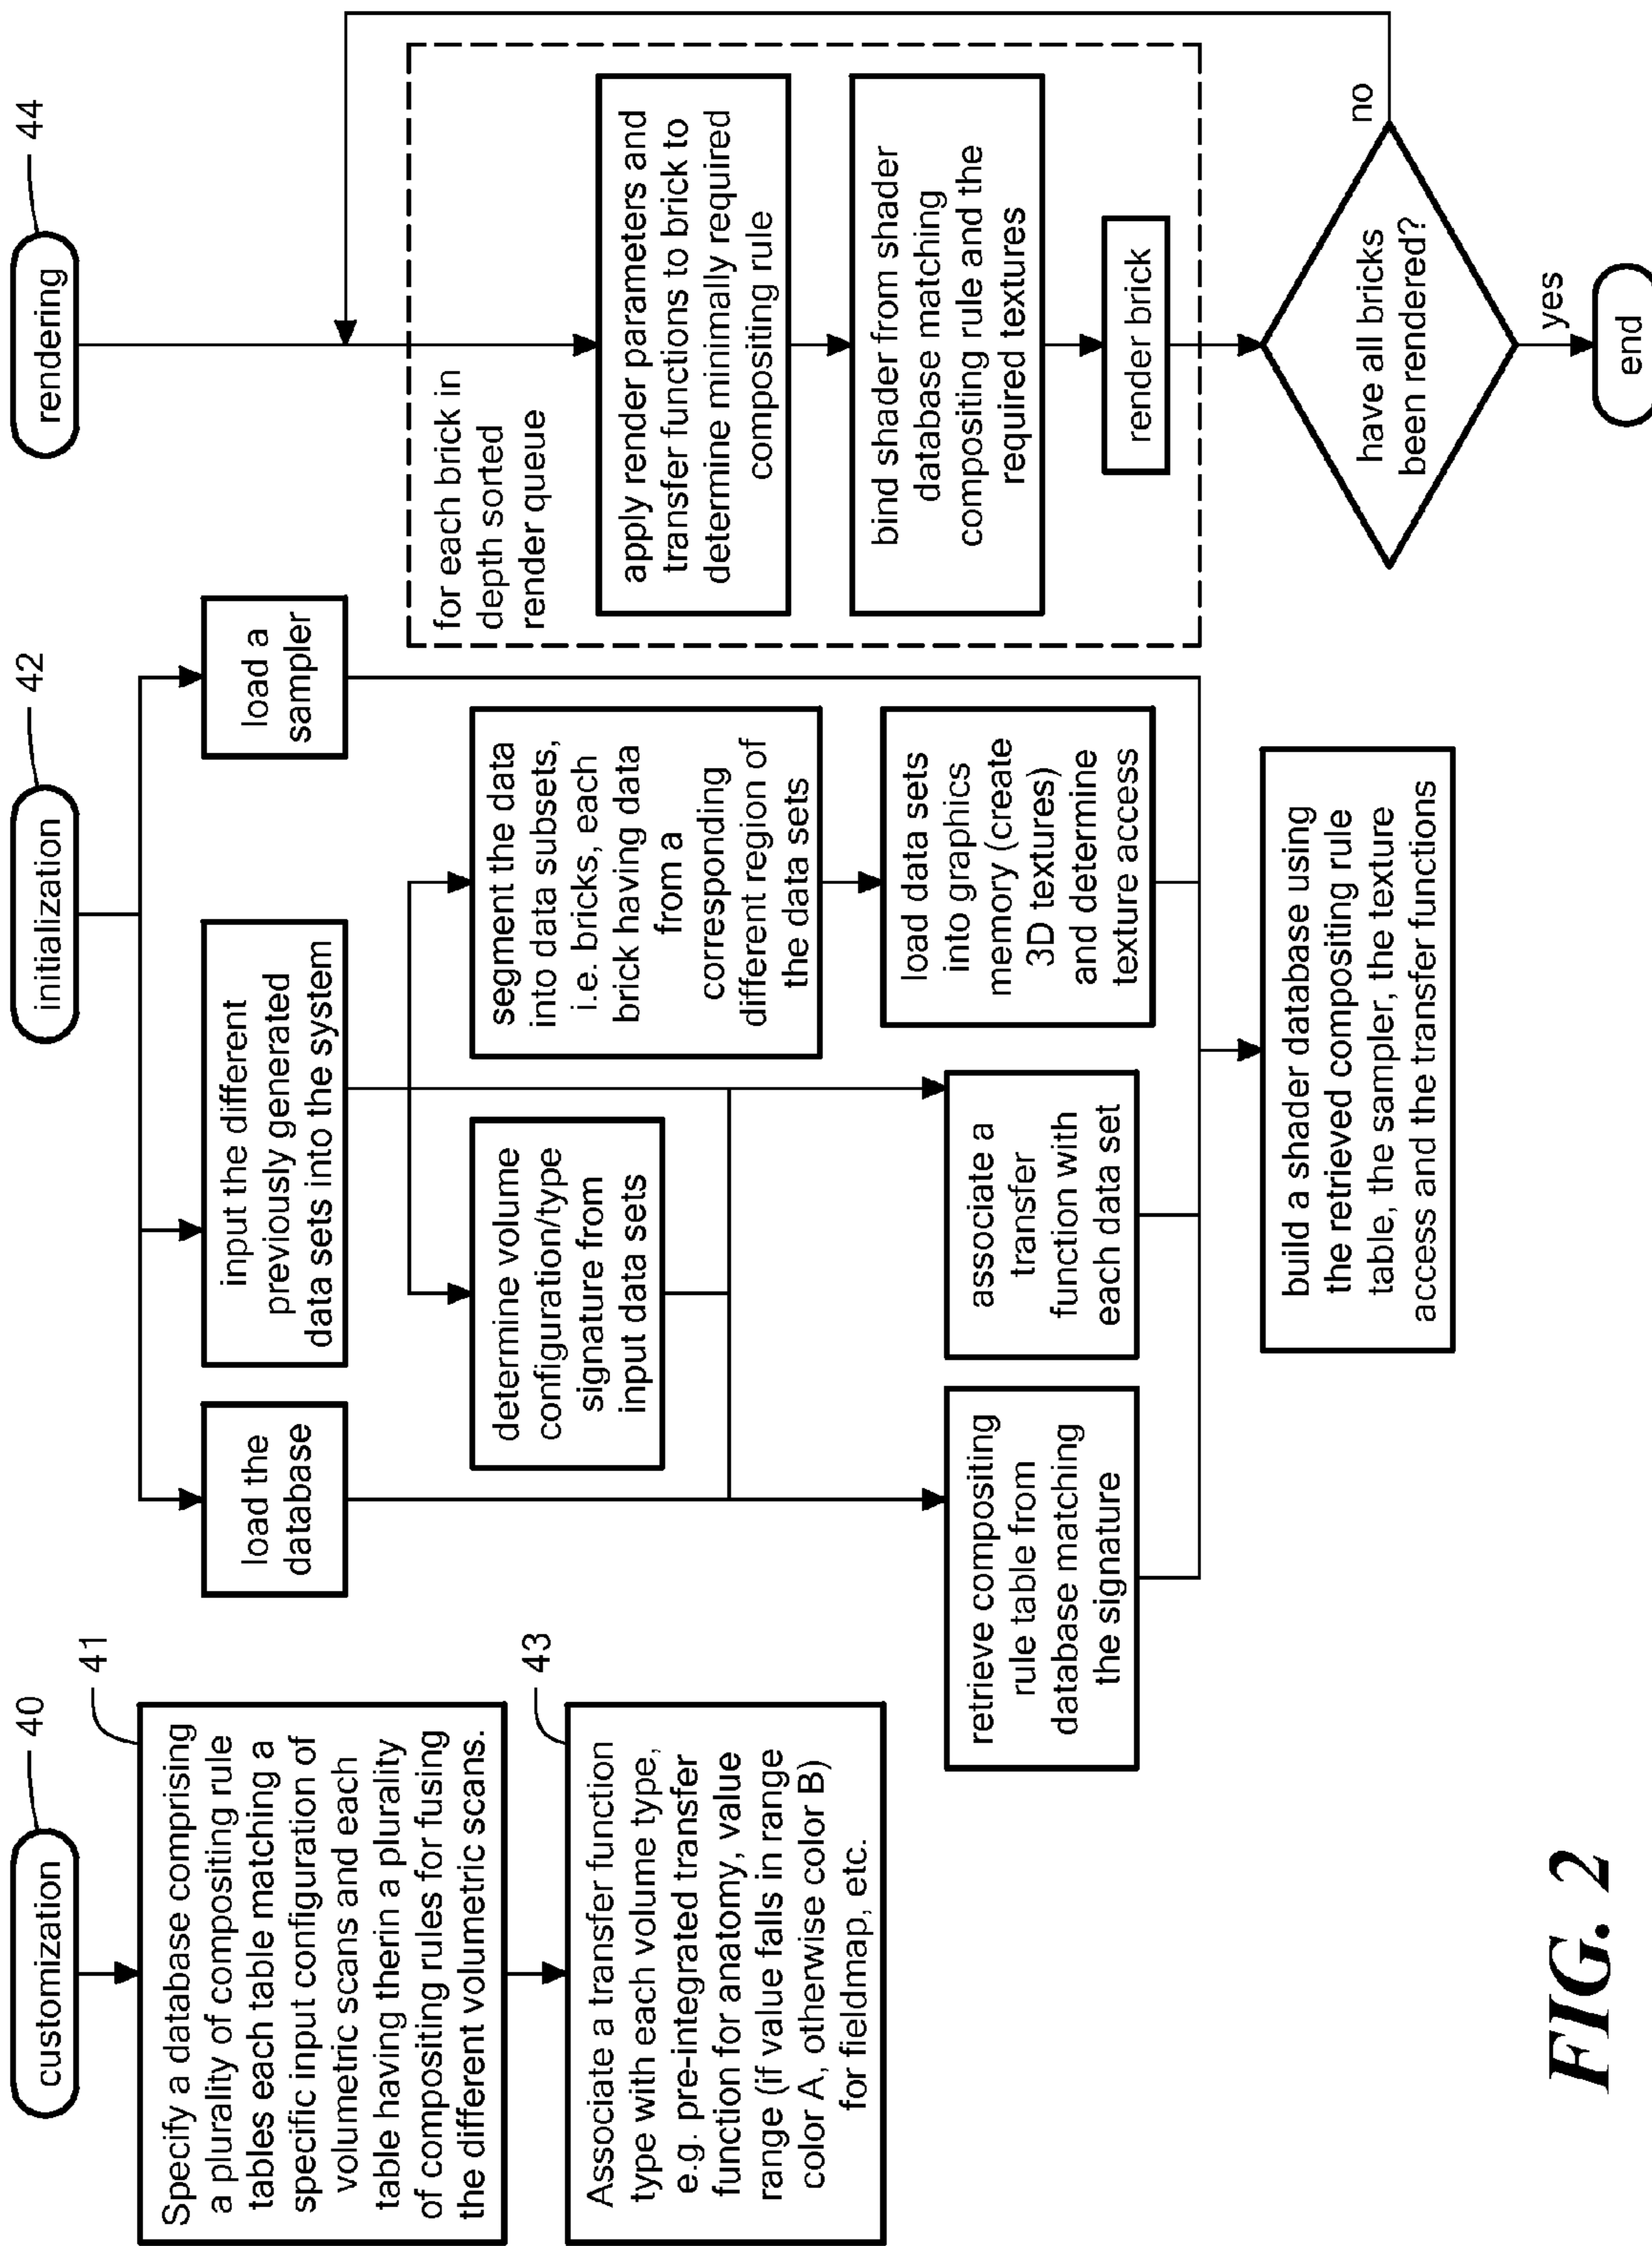 customization
40
41
Specify a database comprising
a plurality of compositing rule
tables each table matching a
specific input configuration of
volumetric scans and each
table having therin a plurality
of compositing rules for fusing
the different volumetric scans.
43
Associate a transfer function
type with each volume type,
e.g. pre-integrated transfer
function for anatomy, value
range (if value falls in range
color A, otherwise color B)
for fieldmap, etc.
initialization
42
load the
database
input the different
previously generated
data sets into the system
load a
sampler
determine volume
configuration/type
signature from
input data sets
segment the data
into data subsets,
i.e. bricks, each
brick having data
from a
corresponding
different region of
the data sets
load data sets
into graphics
memory (create
3D textures)
and determine
texture access
retrieve compositing
rule table from
database matching
the signature
associate a
transfer
function with
each data set
build a shader database using
the retrieved compositing rule
table, the sampler, the texture
access and the transfer functions
rendering
44
for each brick in
depth sorted
render queue
apply render parameters and
transfer functions to brick to
determine minimally required
compositing rule
bind shader from shader
database matching
compositing rule and the
required textures
render brick
have all bricks
been rendered?
no
yes
end
FIG. 2